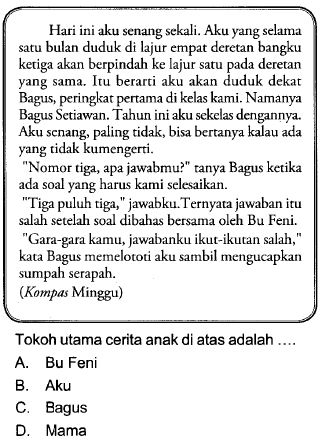 Hari ini aku senang sekali. Aku yang selama
satu bulan duduk di lajur empat deretan bangku
ketiga akan berpindah ke lajur satu pada deretan
yang sama. Itu berarti aku akan duduk dekat
Bagus, peringkat pertama di kelas kami. Namanya
Bagus Setiawan. Tahun ini aku sekelas dengannya.
Aku senang, paling tidak, bisa bertanya kalau ada
yang tidak kumengerti.
"Nomor tiga, apa jawabmu?" tanya Bagus ketika
ada soal yang harus kami selesaikan.
"Tiga puluh tiga," jawabku.Ternyata jawaban itu
salah setelah soal dibahas bersama oleh Bu Feni.
"Gara-gara kamu, jawabanku ikut-ikutan salah,"
kata Bagus memelototi aku sambil mengucapkan
sumpah serapah.
(Kompas Minggu)
Tokoh utama cerita anak di atas adalah ....
A. Bu Feni
B. Aku
C. Bagus
D. Mama